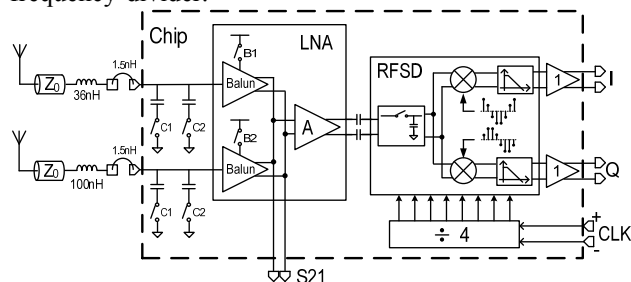 frequency divider.
Chip
LNA
B1
1.5nH
Z0
36nH
Balun
C1
C2
RFSD
I
1
A
B2
1.5nH
Z0
100nH
Balun
C1
C2
1
Q
÷ 4
+
CLK
-
S21